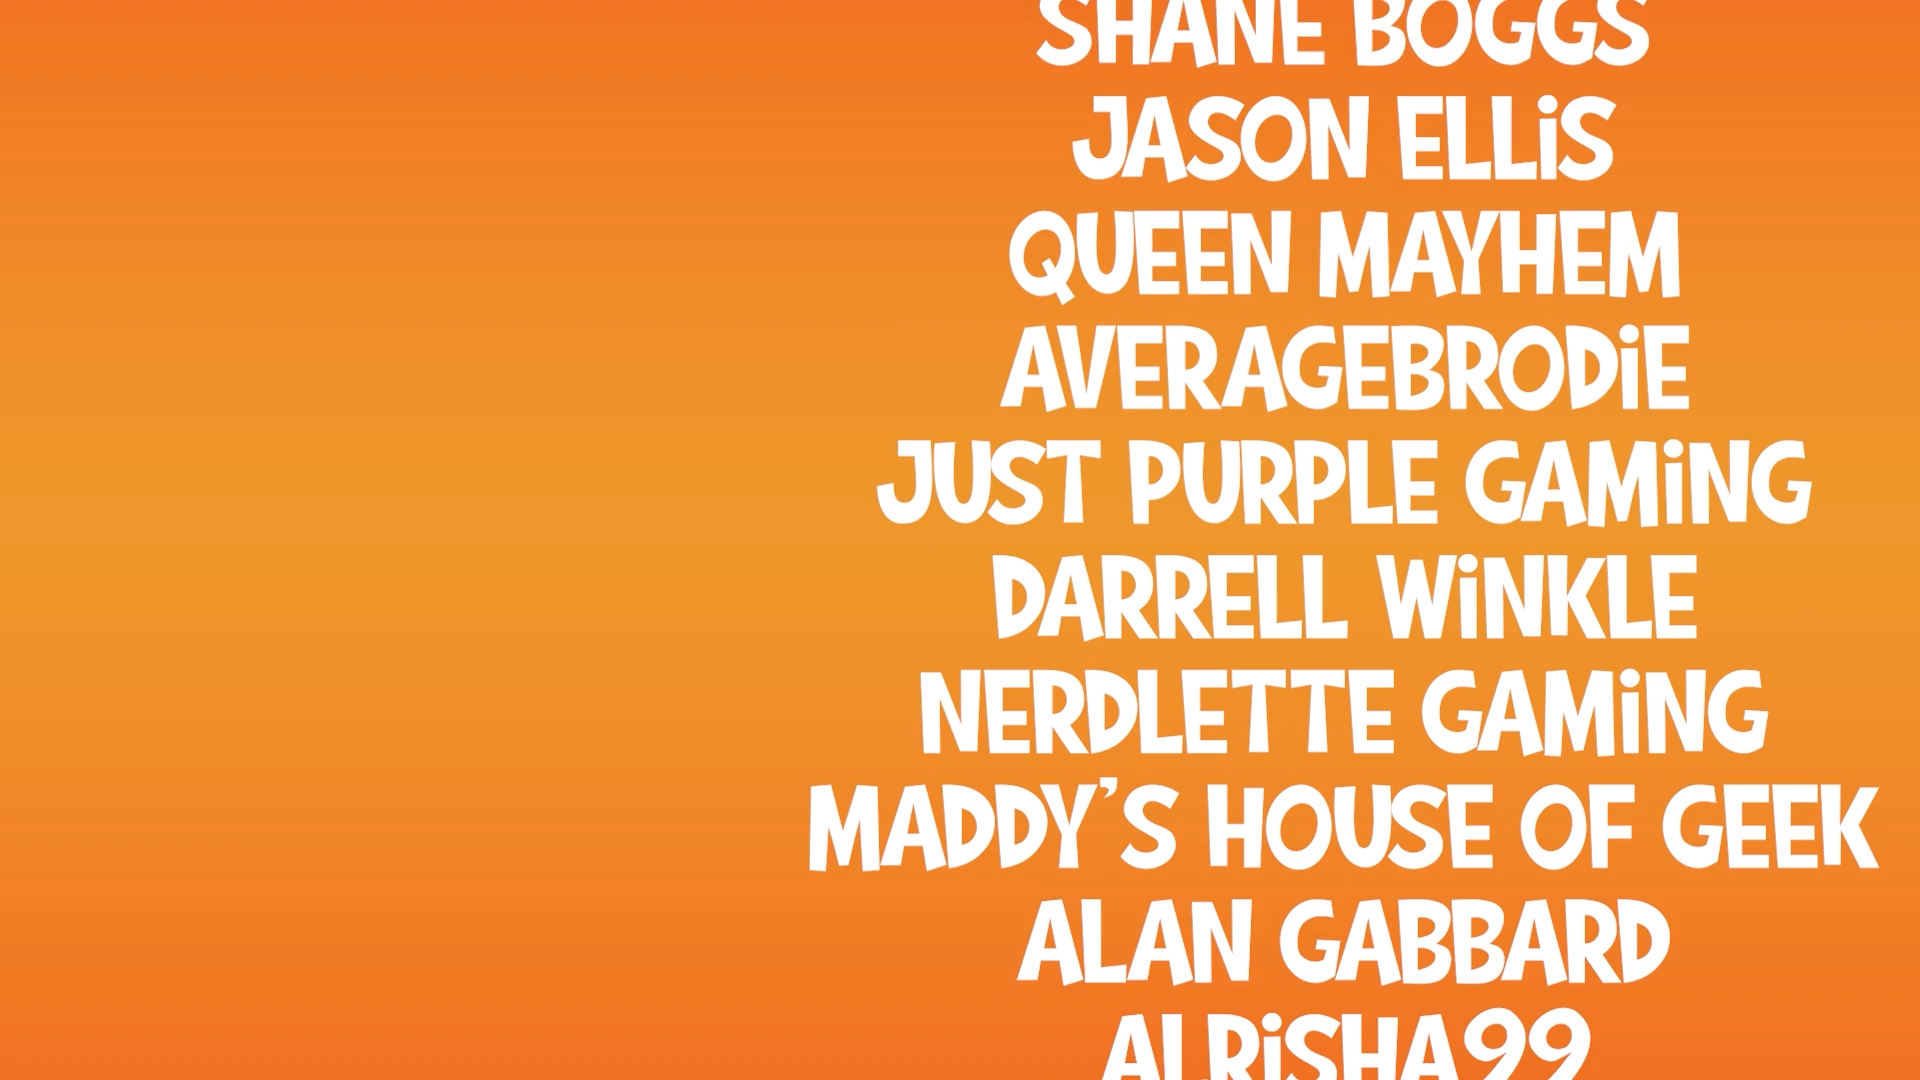 SHANE BOGGS
JASON ELLiS
QUEEN MAYHEM
AVERAGEBRODiE
JUST PURPLE GAMiNG
DARRELL WiNKLE
NERDLETTE GAMiNG
MADDY'S HOUSE OF GEEK
ALAN GABBARD
ALRiSHA99